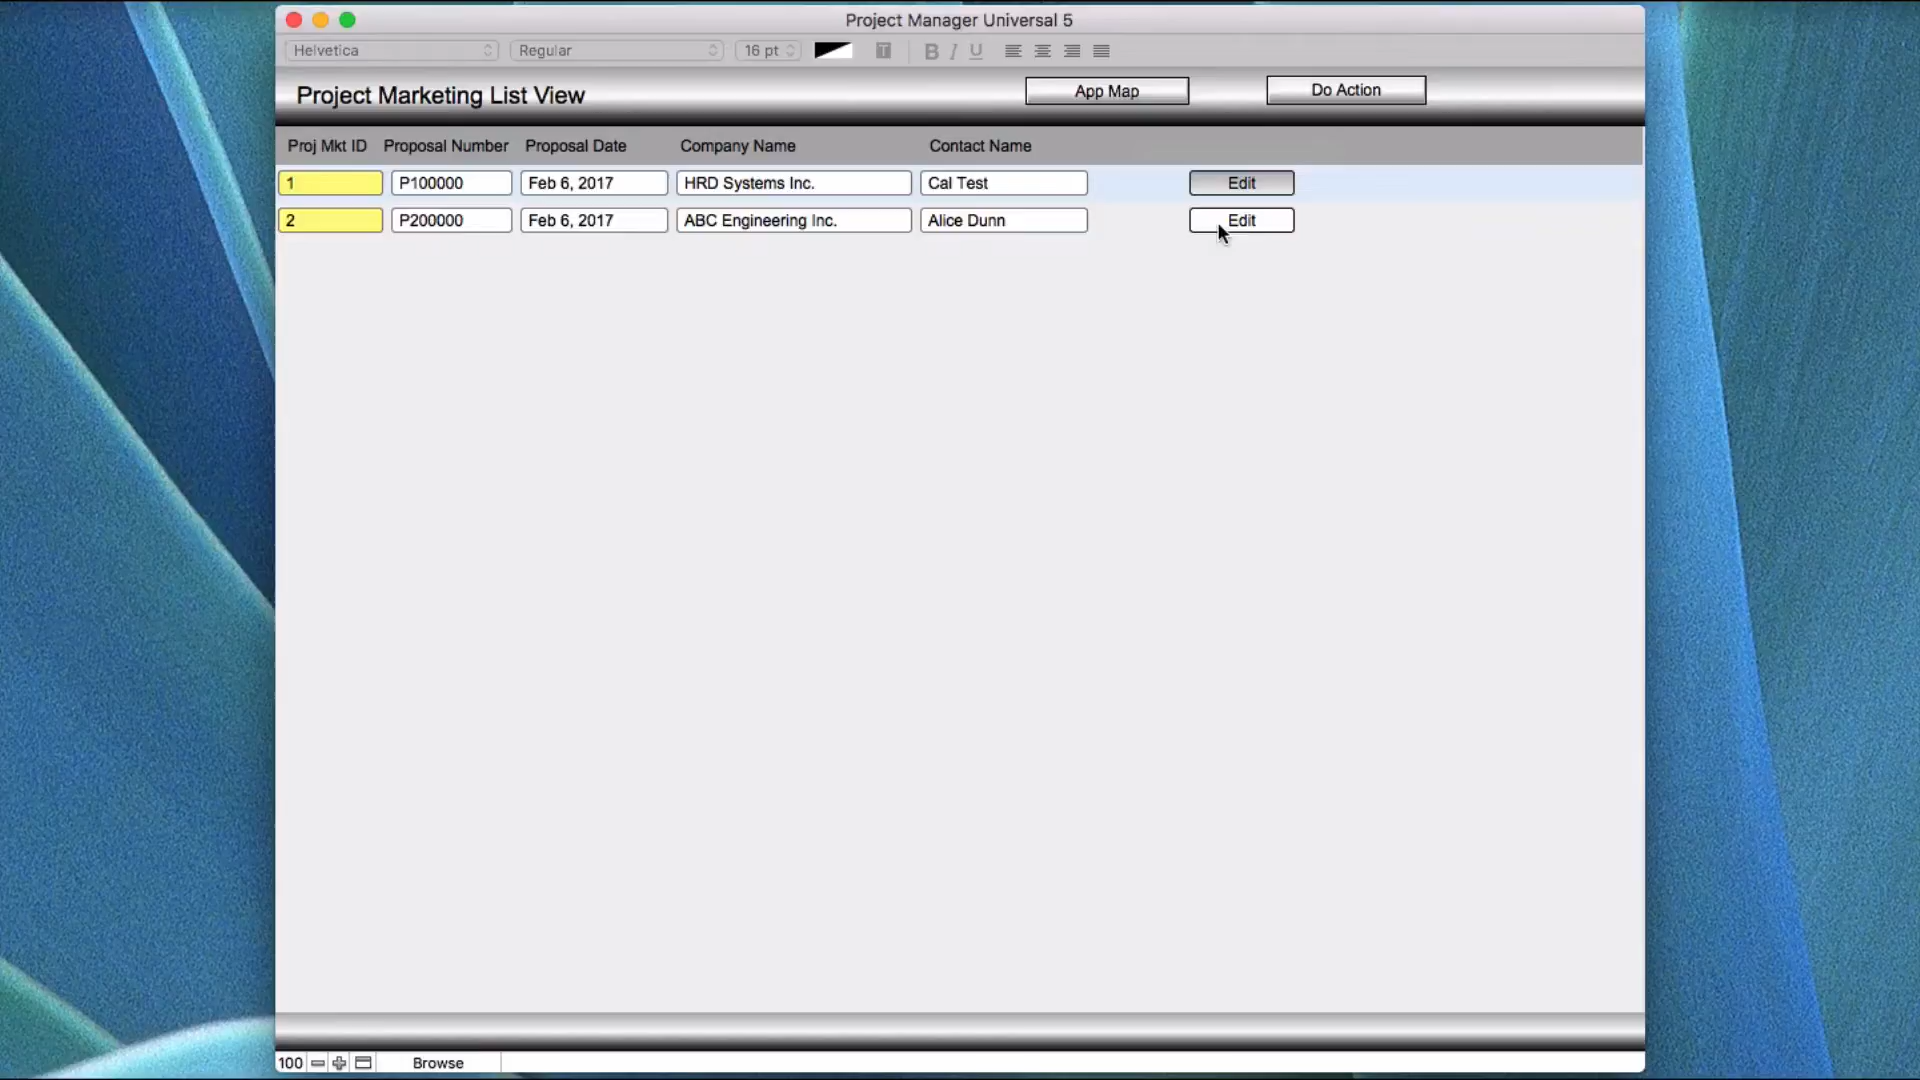 Project Manager Universal 5
Helvetica Regular 16 pt T B I U
Project Marketing List View App Map Do Action
Proj Mkt ID Proposal Number Proposal Date Company Name Contact Name
1 P100000 Feb 6, 2017 HRD Systems Inc. Cal Test Edit
2 P200000 Feb 6, 2017 ABC Engineering Inc. Alice Dunn Edit
100 Browse